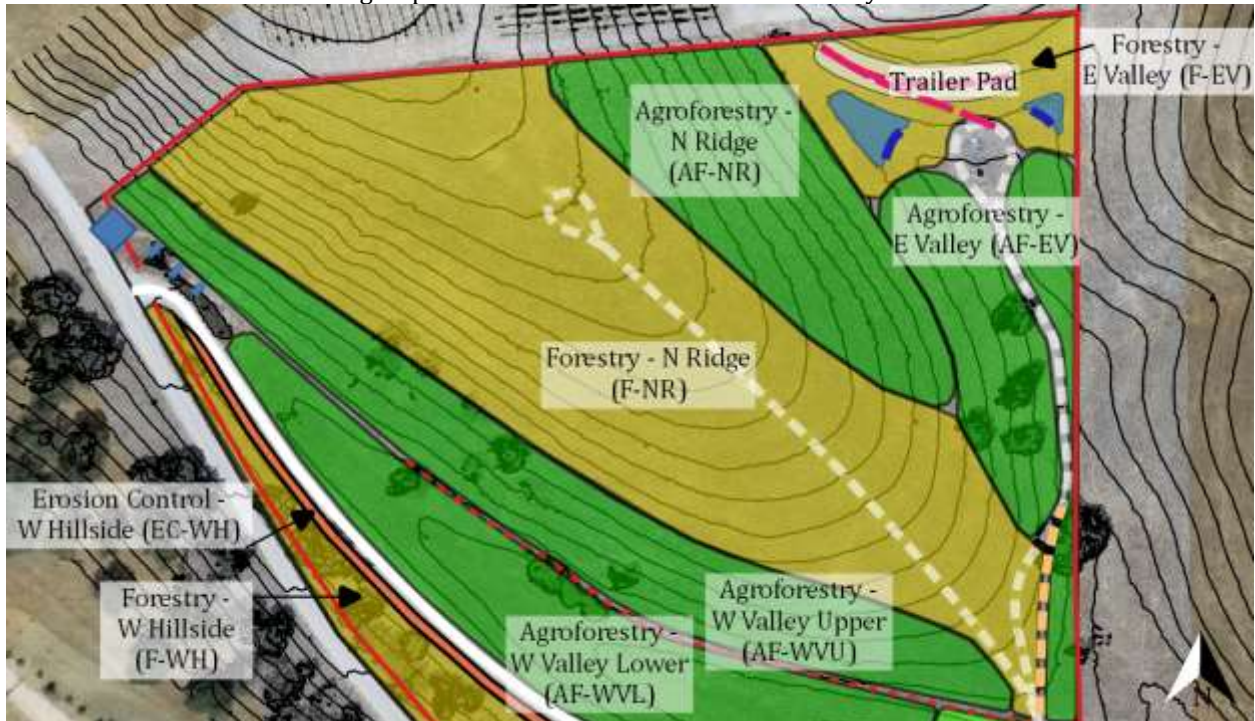 Forestry -
E Valley (F-EV)
Trailer Pad
Agroforestry -
N Ridge
(AF-NR)
Agroforestry -
E Valley (AF-EV)
Forestry - N Ridge
(F-NR)
Erosion Control -
W Hillside (EC-WH)
Forestry -
W Hillside
(F-WH)
Agroforestry -
W Valley Upper
(AF-WVU)
Agroforestry -
W Valley Lower
(AF-WVL)
N